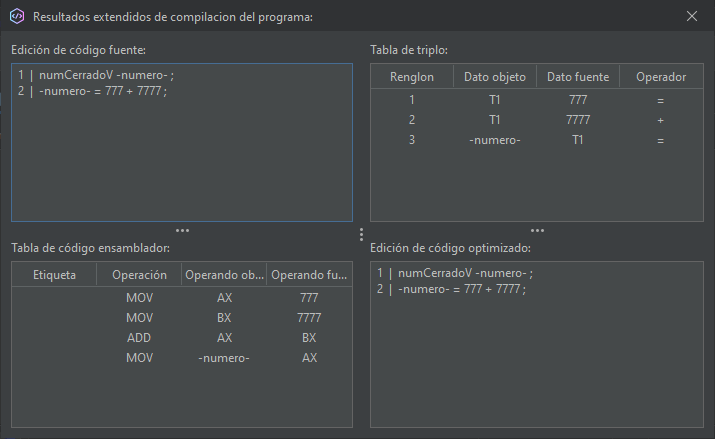 Resultados extendidos de compilacion del programa:
Edición de código fuente:
1 | numCerradoV -numero- ;
2 | -numero- = 777 + 7777 ;
Tabla de triplo:
Renglon Dato objeto Dato fuente Operador
1 T1 777 =
2 T1 7777 +
3 -numero- T1 =
Tabla de código ensamblador:
Etiqueta Operación Operando ob... Operando fu...
MOV AX 777
MOV BX 7777
ADD AX BX
MOV -numero- AX
Edición de código optimizado:
1 | numCerradoV -numero- ;
2 | -numero- = 777 + 7777 ;